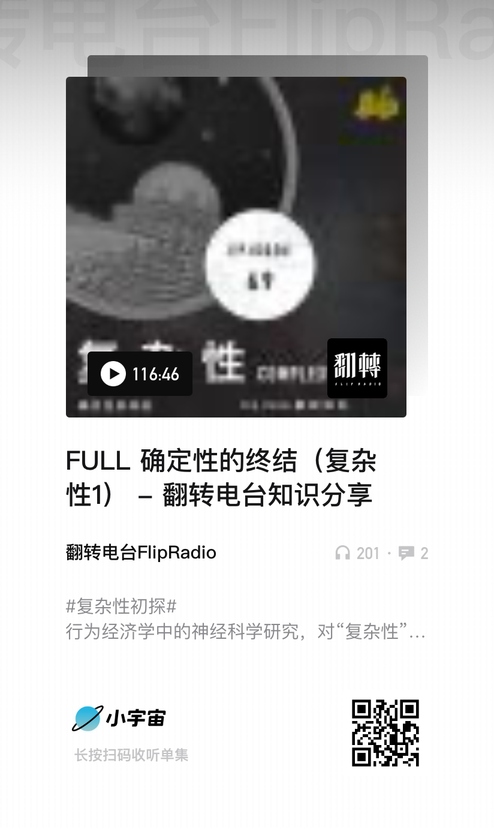 转电台FlipRa
复杂性
116:46
翻轉
FLIP RADIO
FULL 确定性的终结（复杂
性1） – 翻转电台知识分享
翻转电台FlipRadio
201 · 2
#复杂性初探#
行为经济学中的神经科学研究，对“复杂性”…
小宇宙
长按扫码收听单集